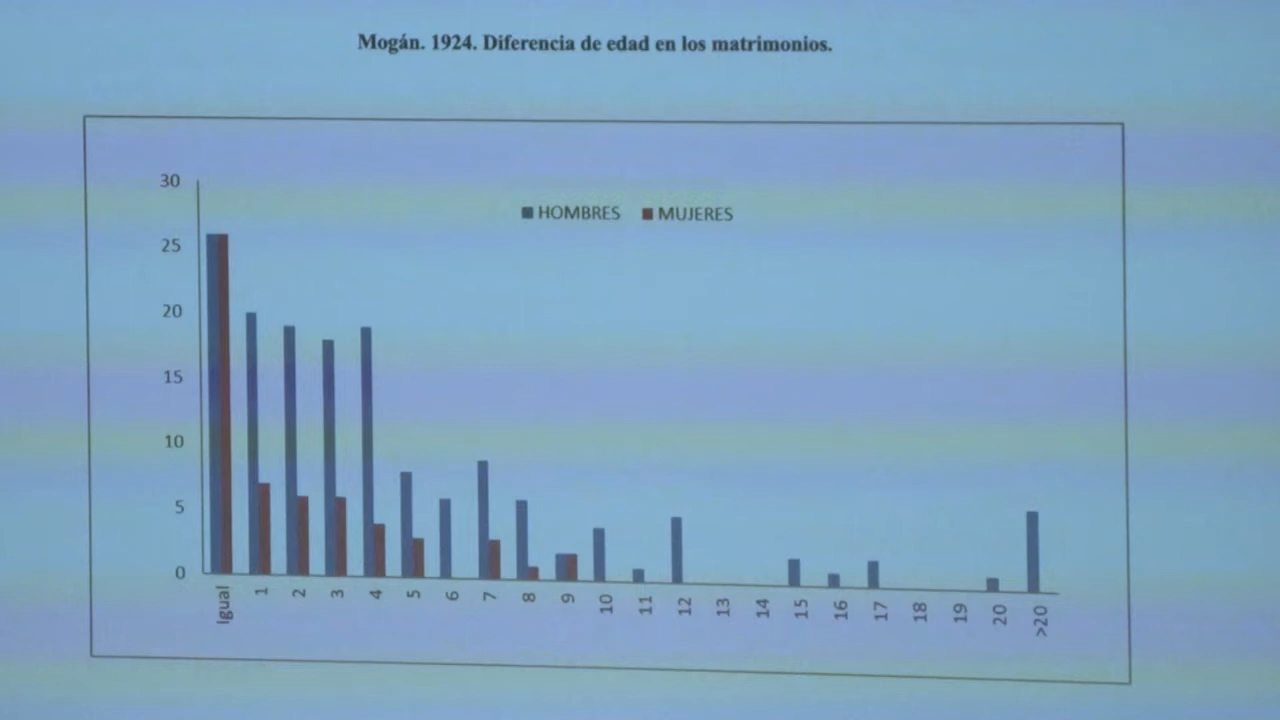 Mogán. 1924. Diferencia de edad en los matrimonios.
30
HOMBRES MUJERES
25
20
15
10
5
0
Igual 1 2 3 4 5 6 7 8 9 10 11 12 13 14 15 16 17 18 19 20 >20